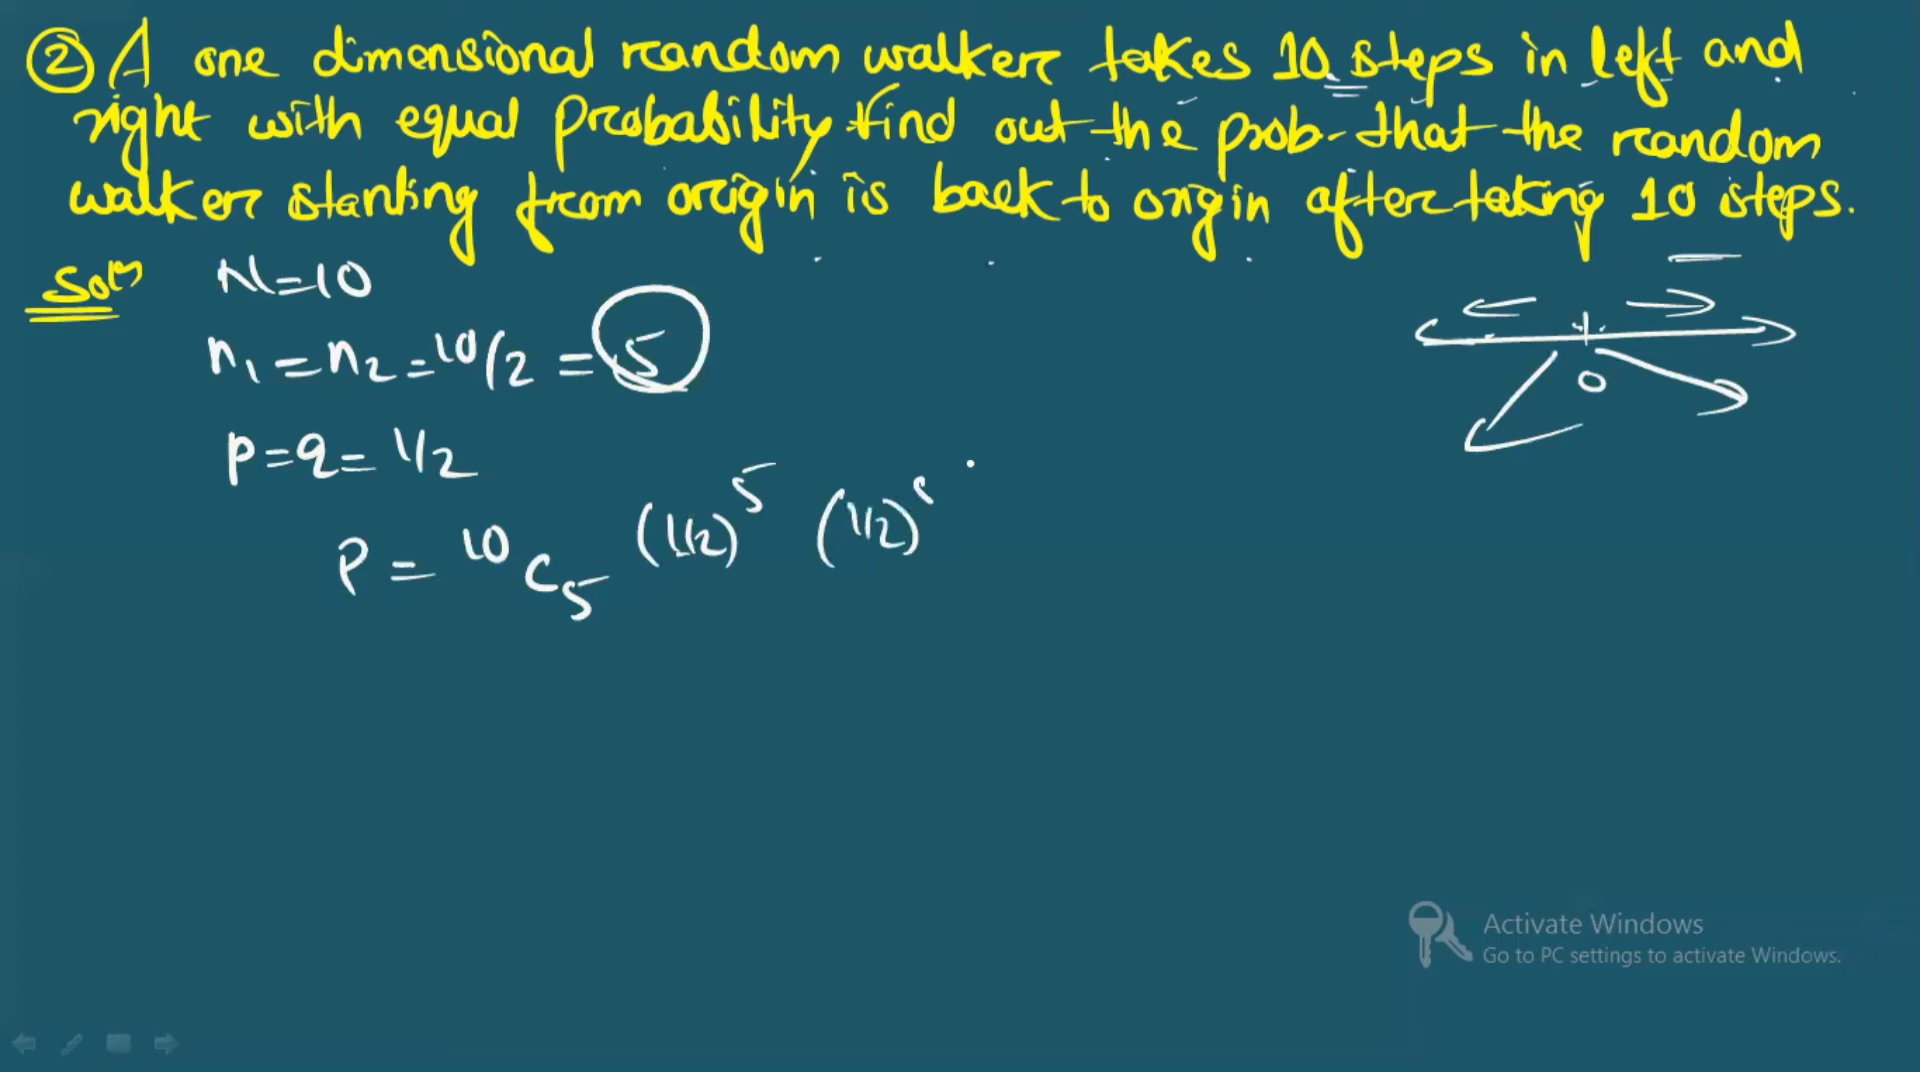 ② A one dimensional random walker takes 10 steps in left and
right with equal probability find out the prob. that the random
walker starting from origin is back to origin after taking 10 steps.
Soln N=10
n₁ = n₂ = 10/2 = 5
p=q= 1/2
P = ¹⁰C₅ (1/2)⁵ (1/2)
0
Activate Windows
Go to PC settings to activate Windows.